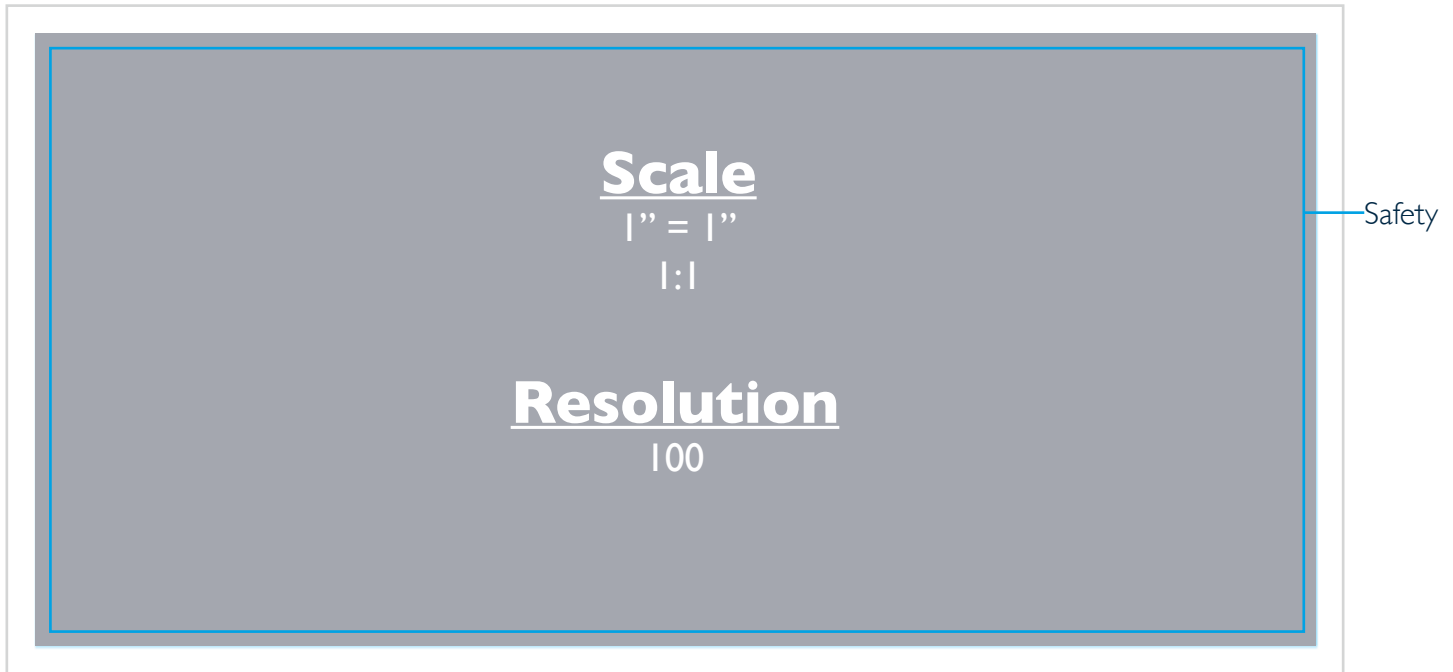 Scale
1” = 1”
1:1
Safety
Resolution
100